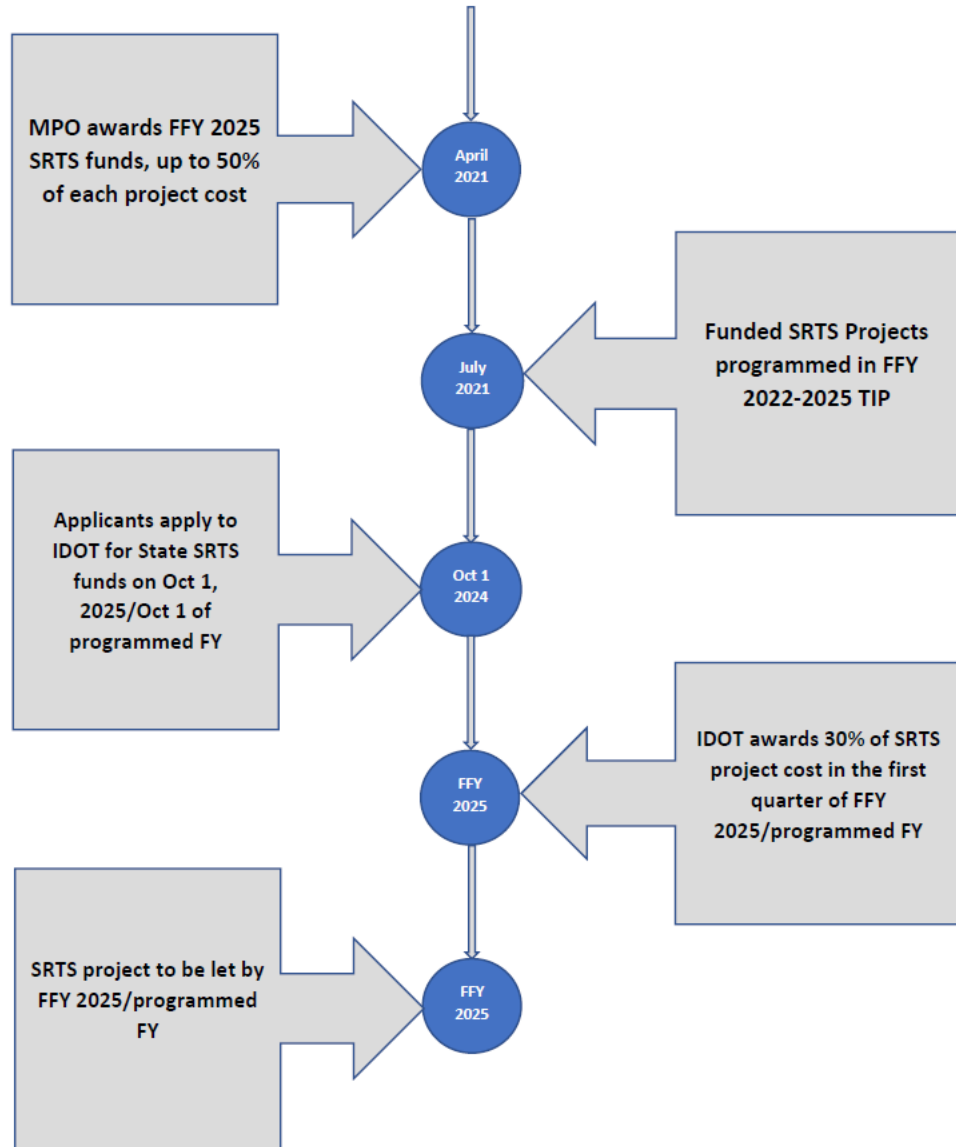 MPO awards FFY 2025
SRTS funds, up to 50%
of each project cost
April
2021
July
2021
Funded SRTS Projects
programmed in FFY
2022-2025 TIP
Applicants apply to
IDOT for State SRTS
funds on Oct 1,
2025/Oct 1 of
programmed FY
Oct 1
2024
FFY
2025
IDOT awards 30% of SRTS
project cost in the first
quarter of FFY
2025/programmed FY
SRTS project to be let by
FFY 2025/programmed
FY
FFY
2025